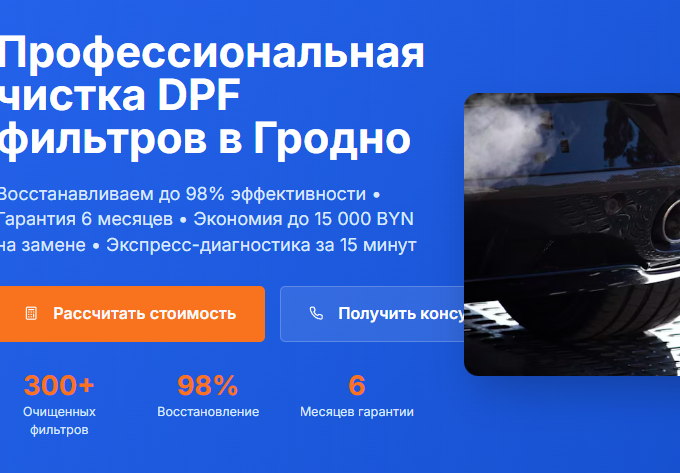 Профессиональная
чистка DPF
фильтров в Гродно
Восстанавливаем до 98% эффективности •
Гарантия 6 месяцев • Экономия до 15 000 BYN
на замене • Экспресс-диагностика за 15 минут
Рассчитать стоимость
Получить консу
300+
98%
6
Очищенных
фильтров
Восстановление
Месяцев гарантии